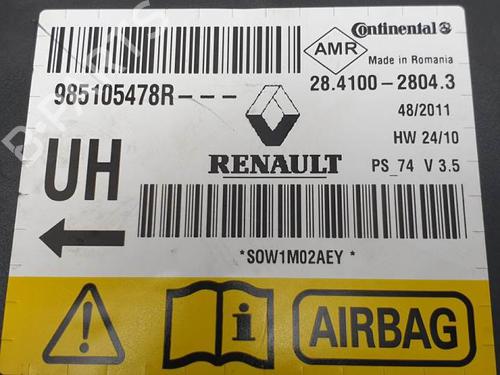 Continental
AMR
Made in Romania
985105478R---
28.4100-2804.3
48/2011
HW 24/10
UH
RENAULT
PS_74 V 3.5
*SOW1M02AEY*
AIRBAG